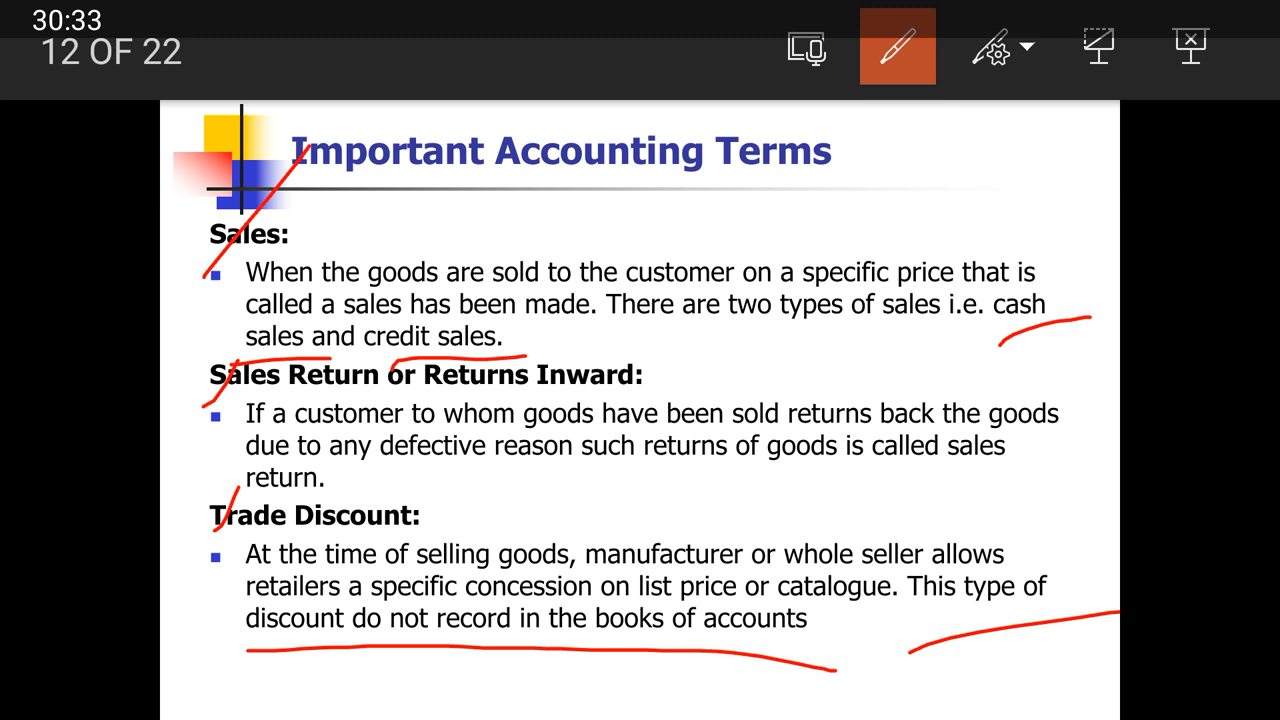 30:33
12 OF 22
Important Accounting Terms
Sales:
When the goods are sold to the customer on a specific price that is
called a sales has been made. There are two types of sales i.e. cash
sales and credit sales.
Sales Return or Returns Inward:
If a customer to whom goods have been sold returns back the goods
due to any defective reason such returns of goods is called sales
return.
Trade Discount:
At the time of selling goods, manufacturer or whole seller allows
retailers a specific concession on list price or catalogue. This type of
discount do not record in the books of accounts